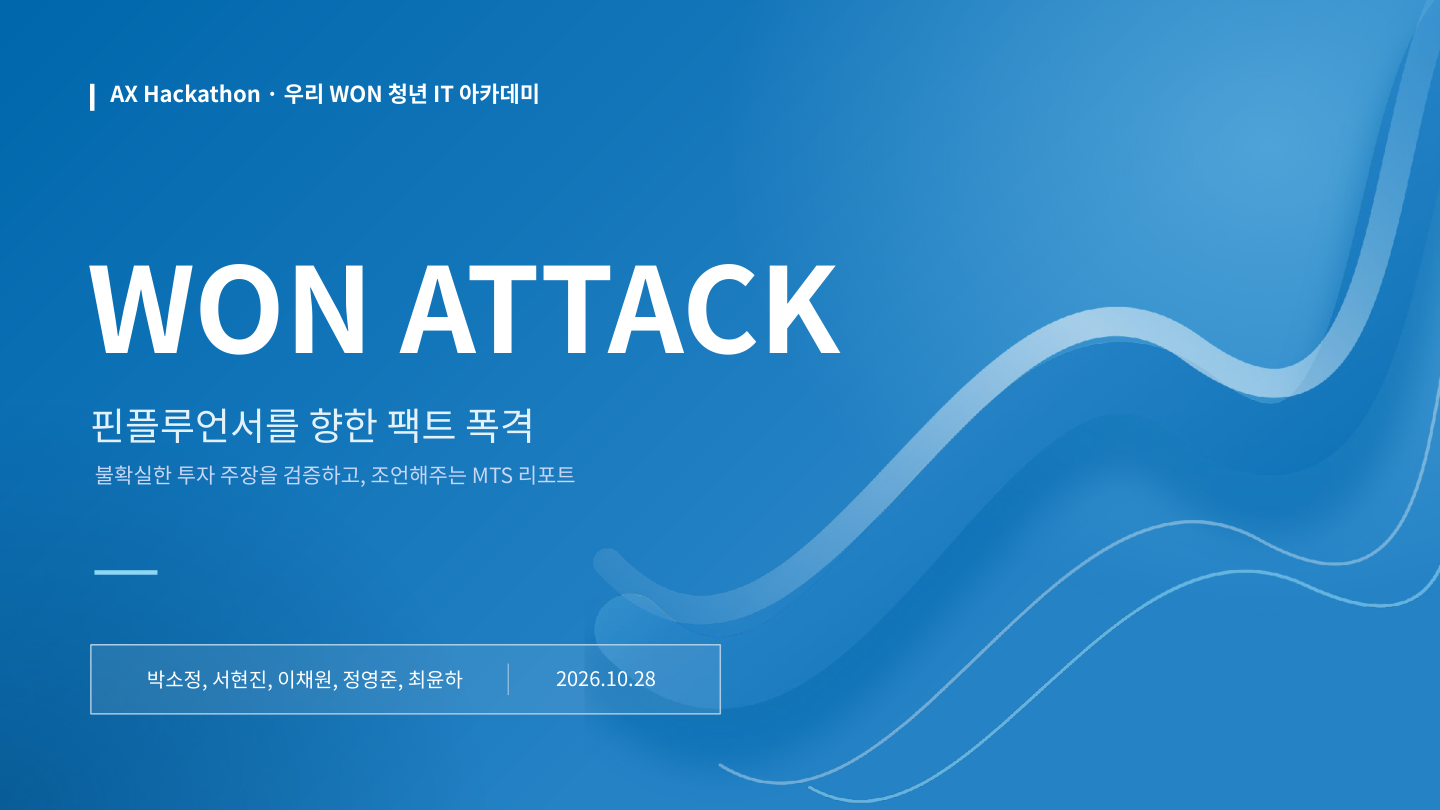 AX Hackathon · 우리 WON 청년 IT 아카데미
WON ATTACK
핀플루언서를 향한 팩트 폭격
불확실한 투자 주장을 검증하고, 조언해주는 MTS 리포트
박소정, 서현진, 이채원, 정영준, 최윤하
2026.10.28